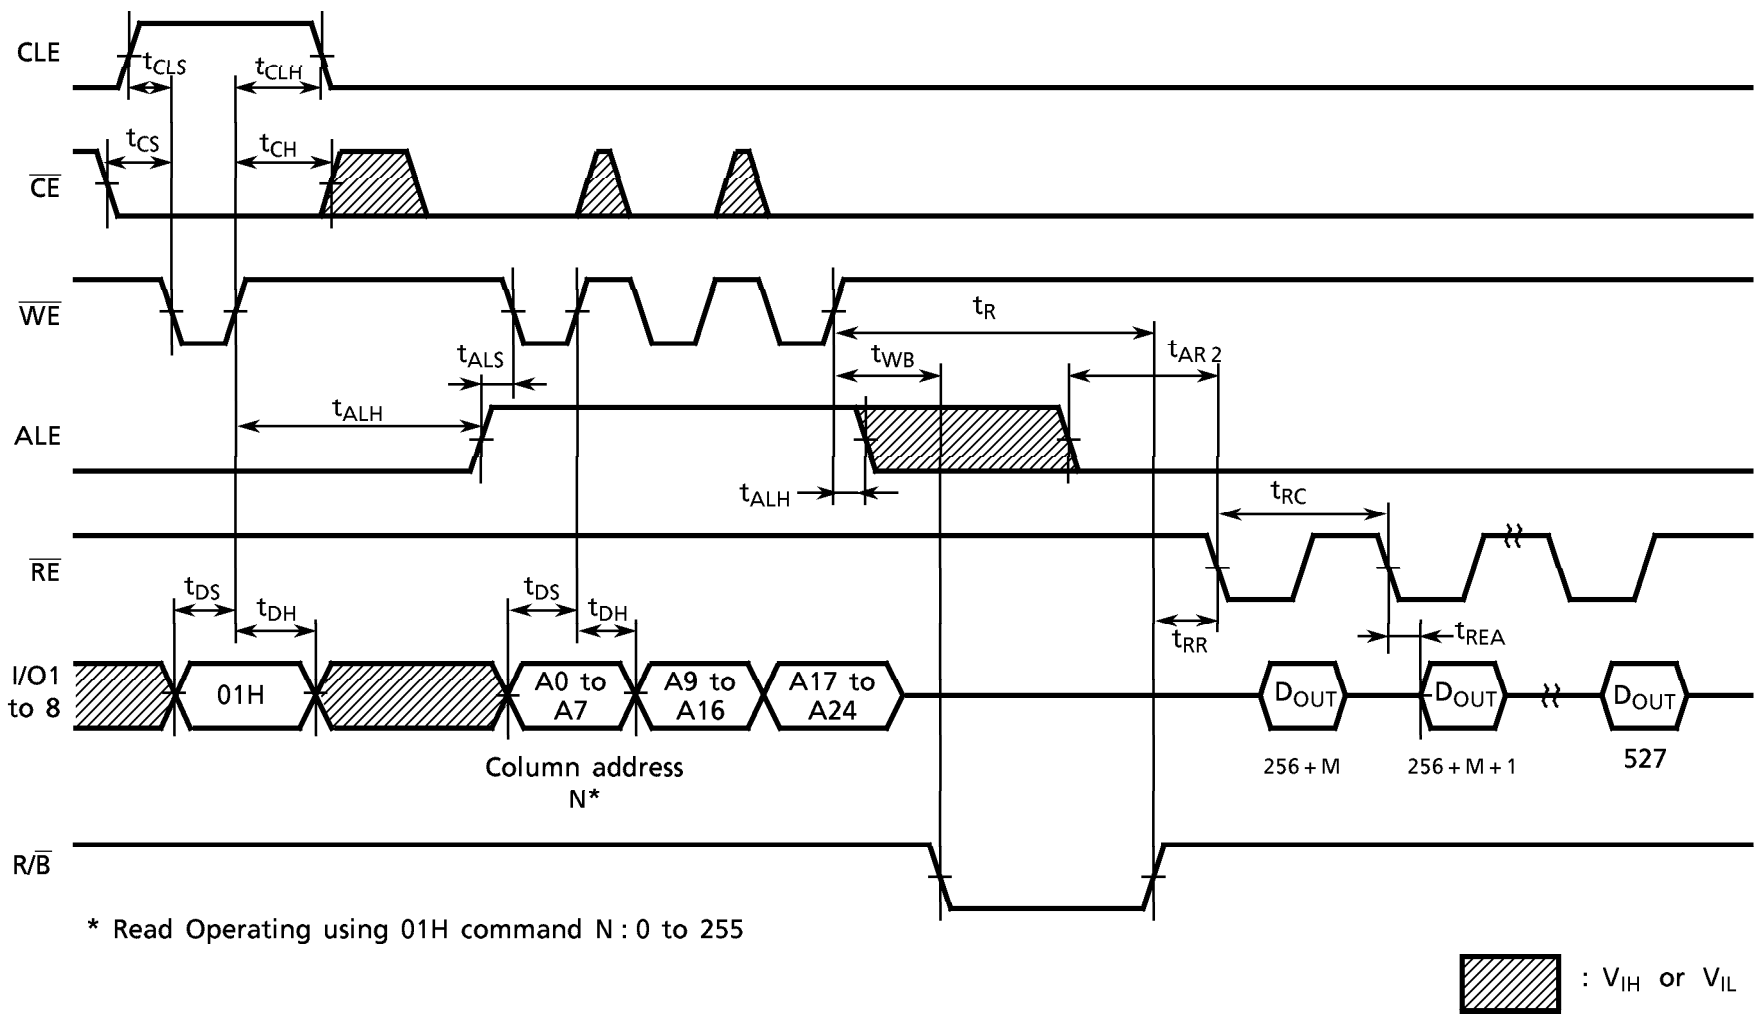 CLE
tCLS
tCLH
CE
tCS
tCH
WE
tR
tALS
tWB
tAR2
ALE
tALH
tALH
tRC
RE
tDS
tDH
tDS
tDH
tRR
tREA
I/O1
to 8
01H
A0 to
A7
A9 to
A16
A17 to
A24
DOUT
DOUT
DOUT
256+M
256+M+1
527
Column address
N*
R/B
* Read Operating using 01H command N : 0 to 255
: VIH or VIL